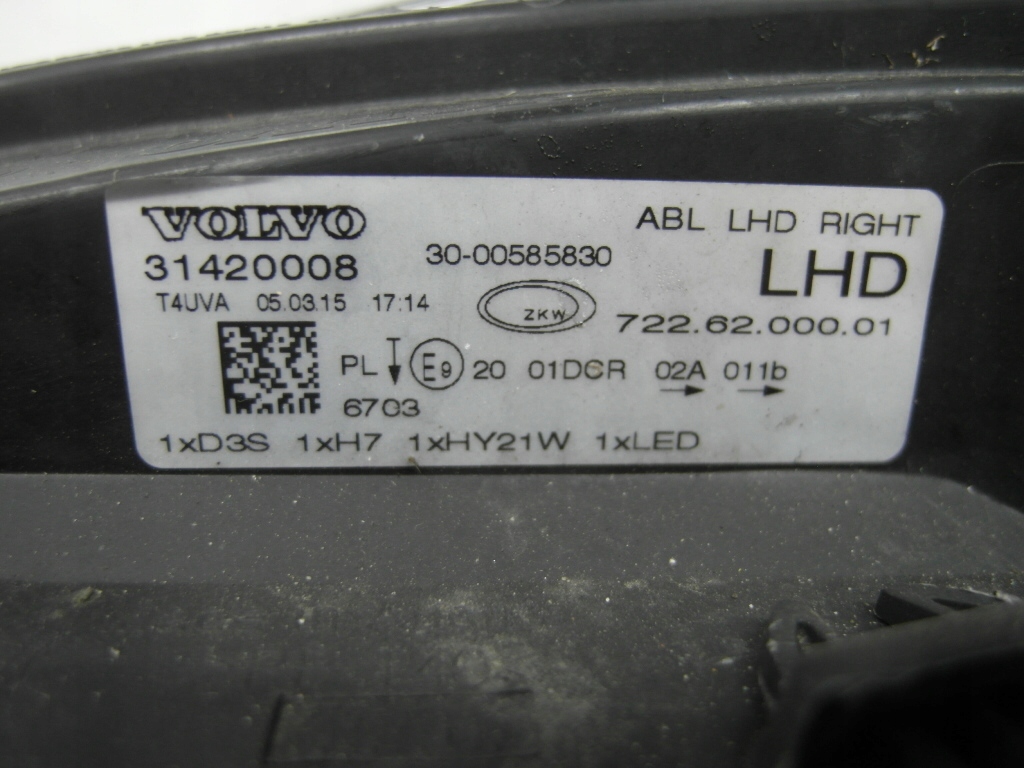 VOLVO ABL LHD RIGHT
31420008 30-00585830 LHD
T4UVA 05.03.15 17:14 ZKW 722.62.000.01
PL E9 20 01DCR 02A 011b
6703
1xD3S 1xH7 1xHY21W 1xLED